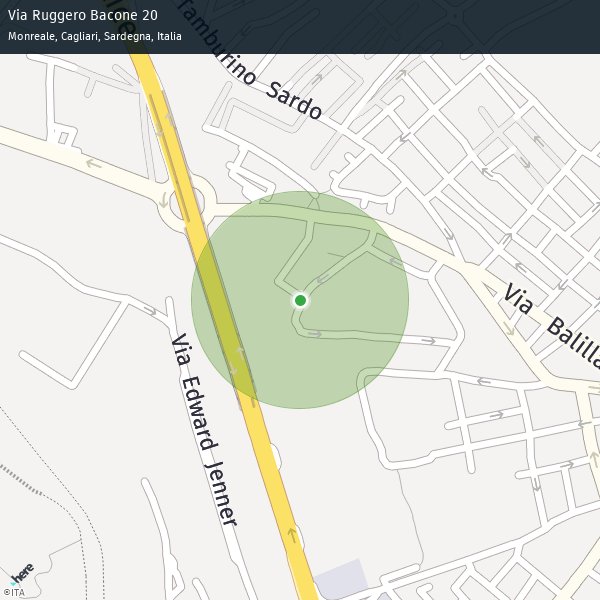 Via Ruggero Bacone 20
Monreale, Cagliari, Sardegna, Italia
Tamburino Sardo
Via Balilla
Via Edward Jenner
here
©ITA